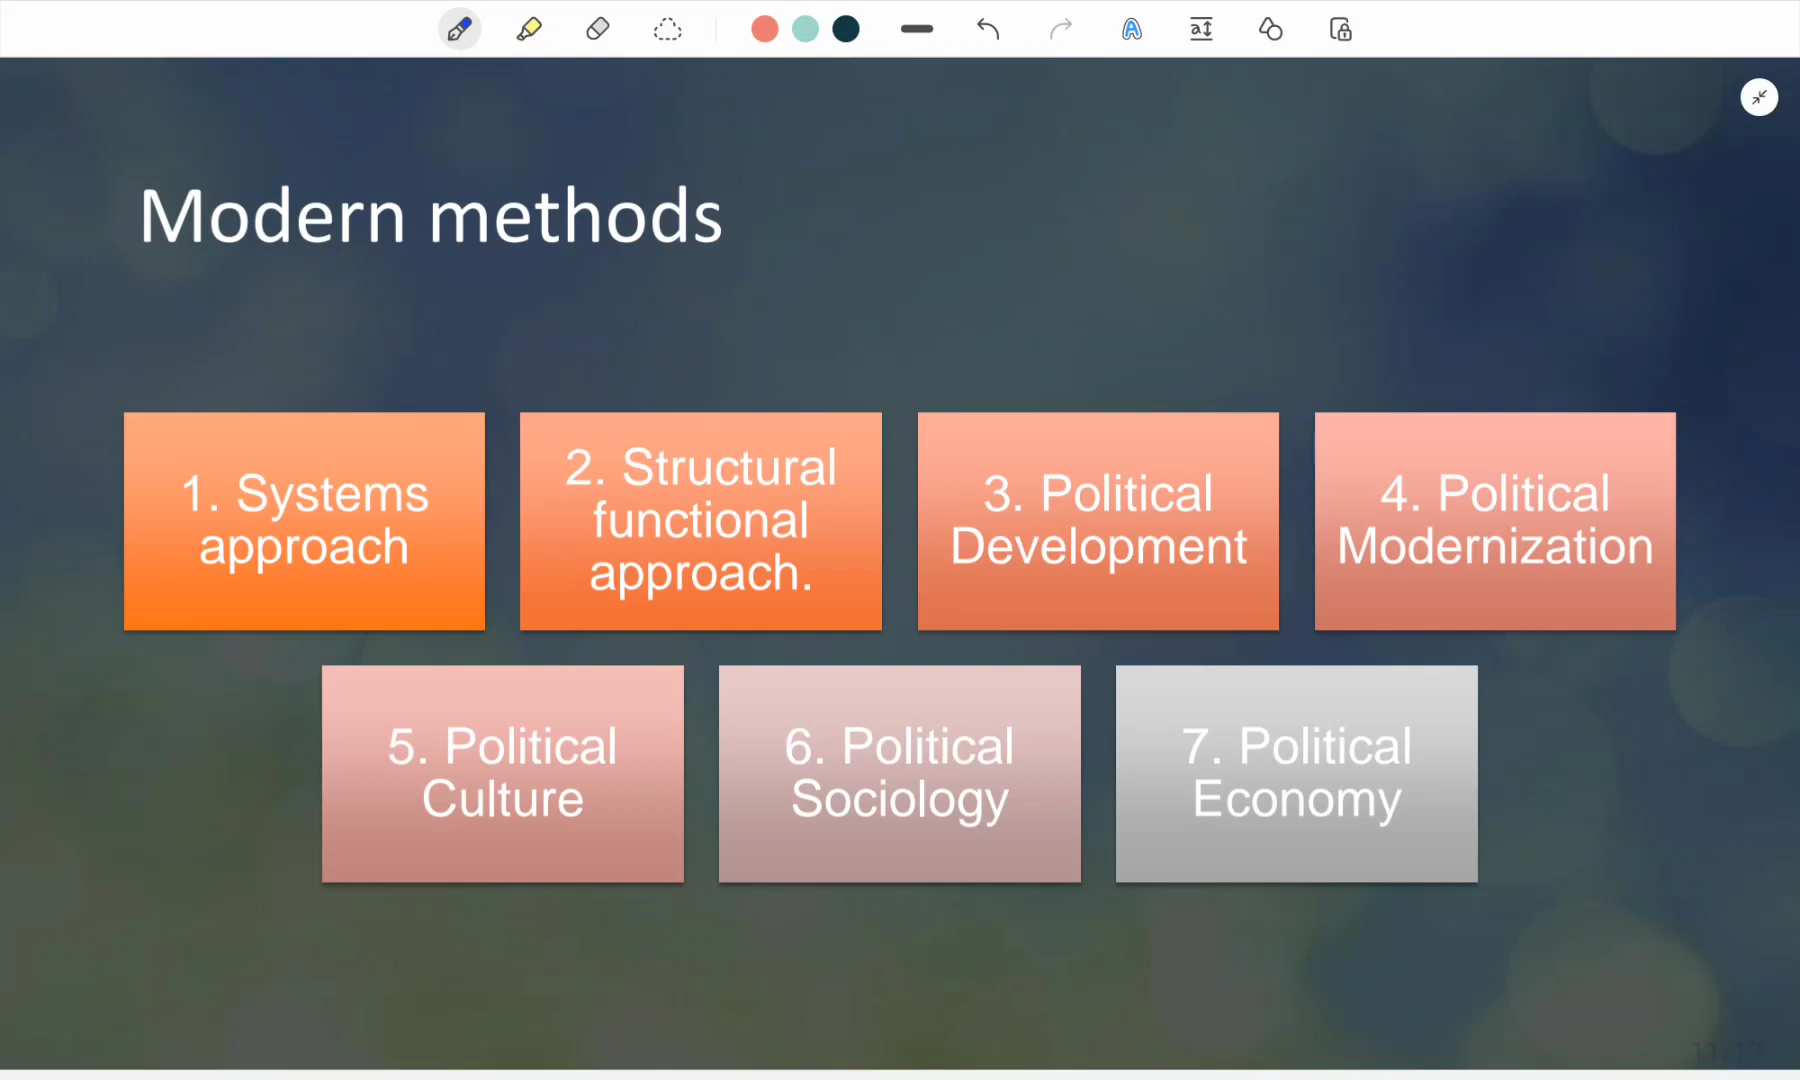 Modern methods
1. Systems
approach
2. Structural
functional
approach.
3. Political
Development
4. Political
Modernization
5. Political
Culture
6. Political
Sociology
7. Political
Economy